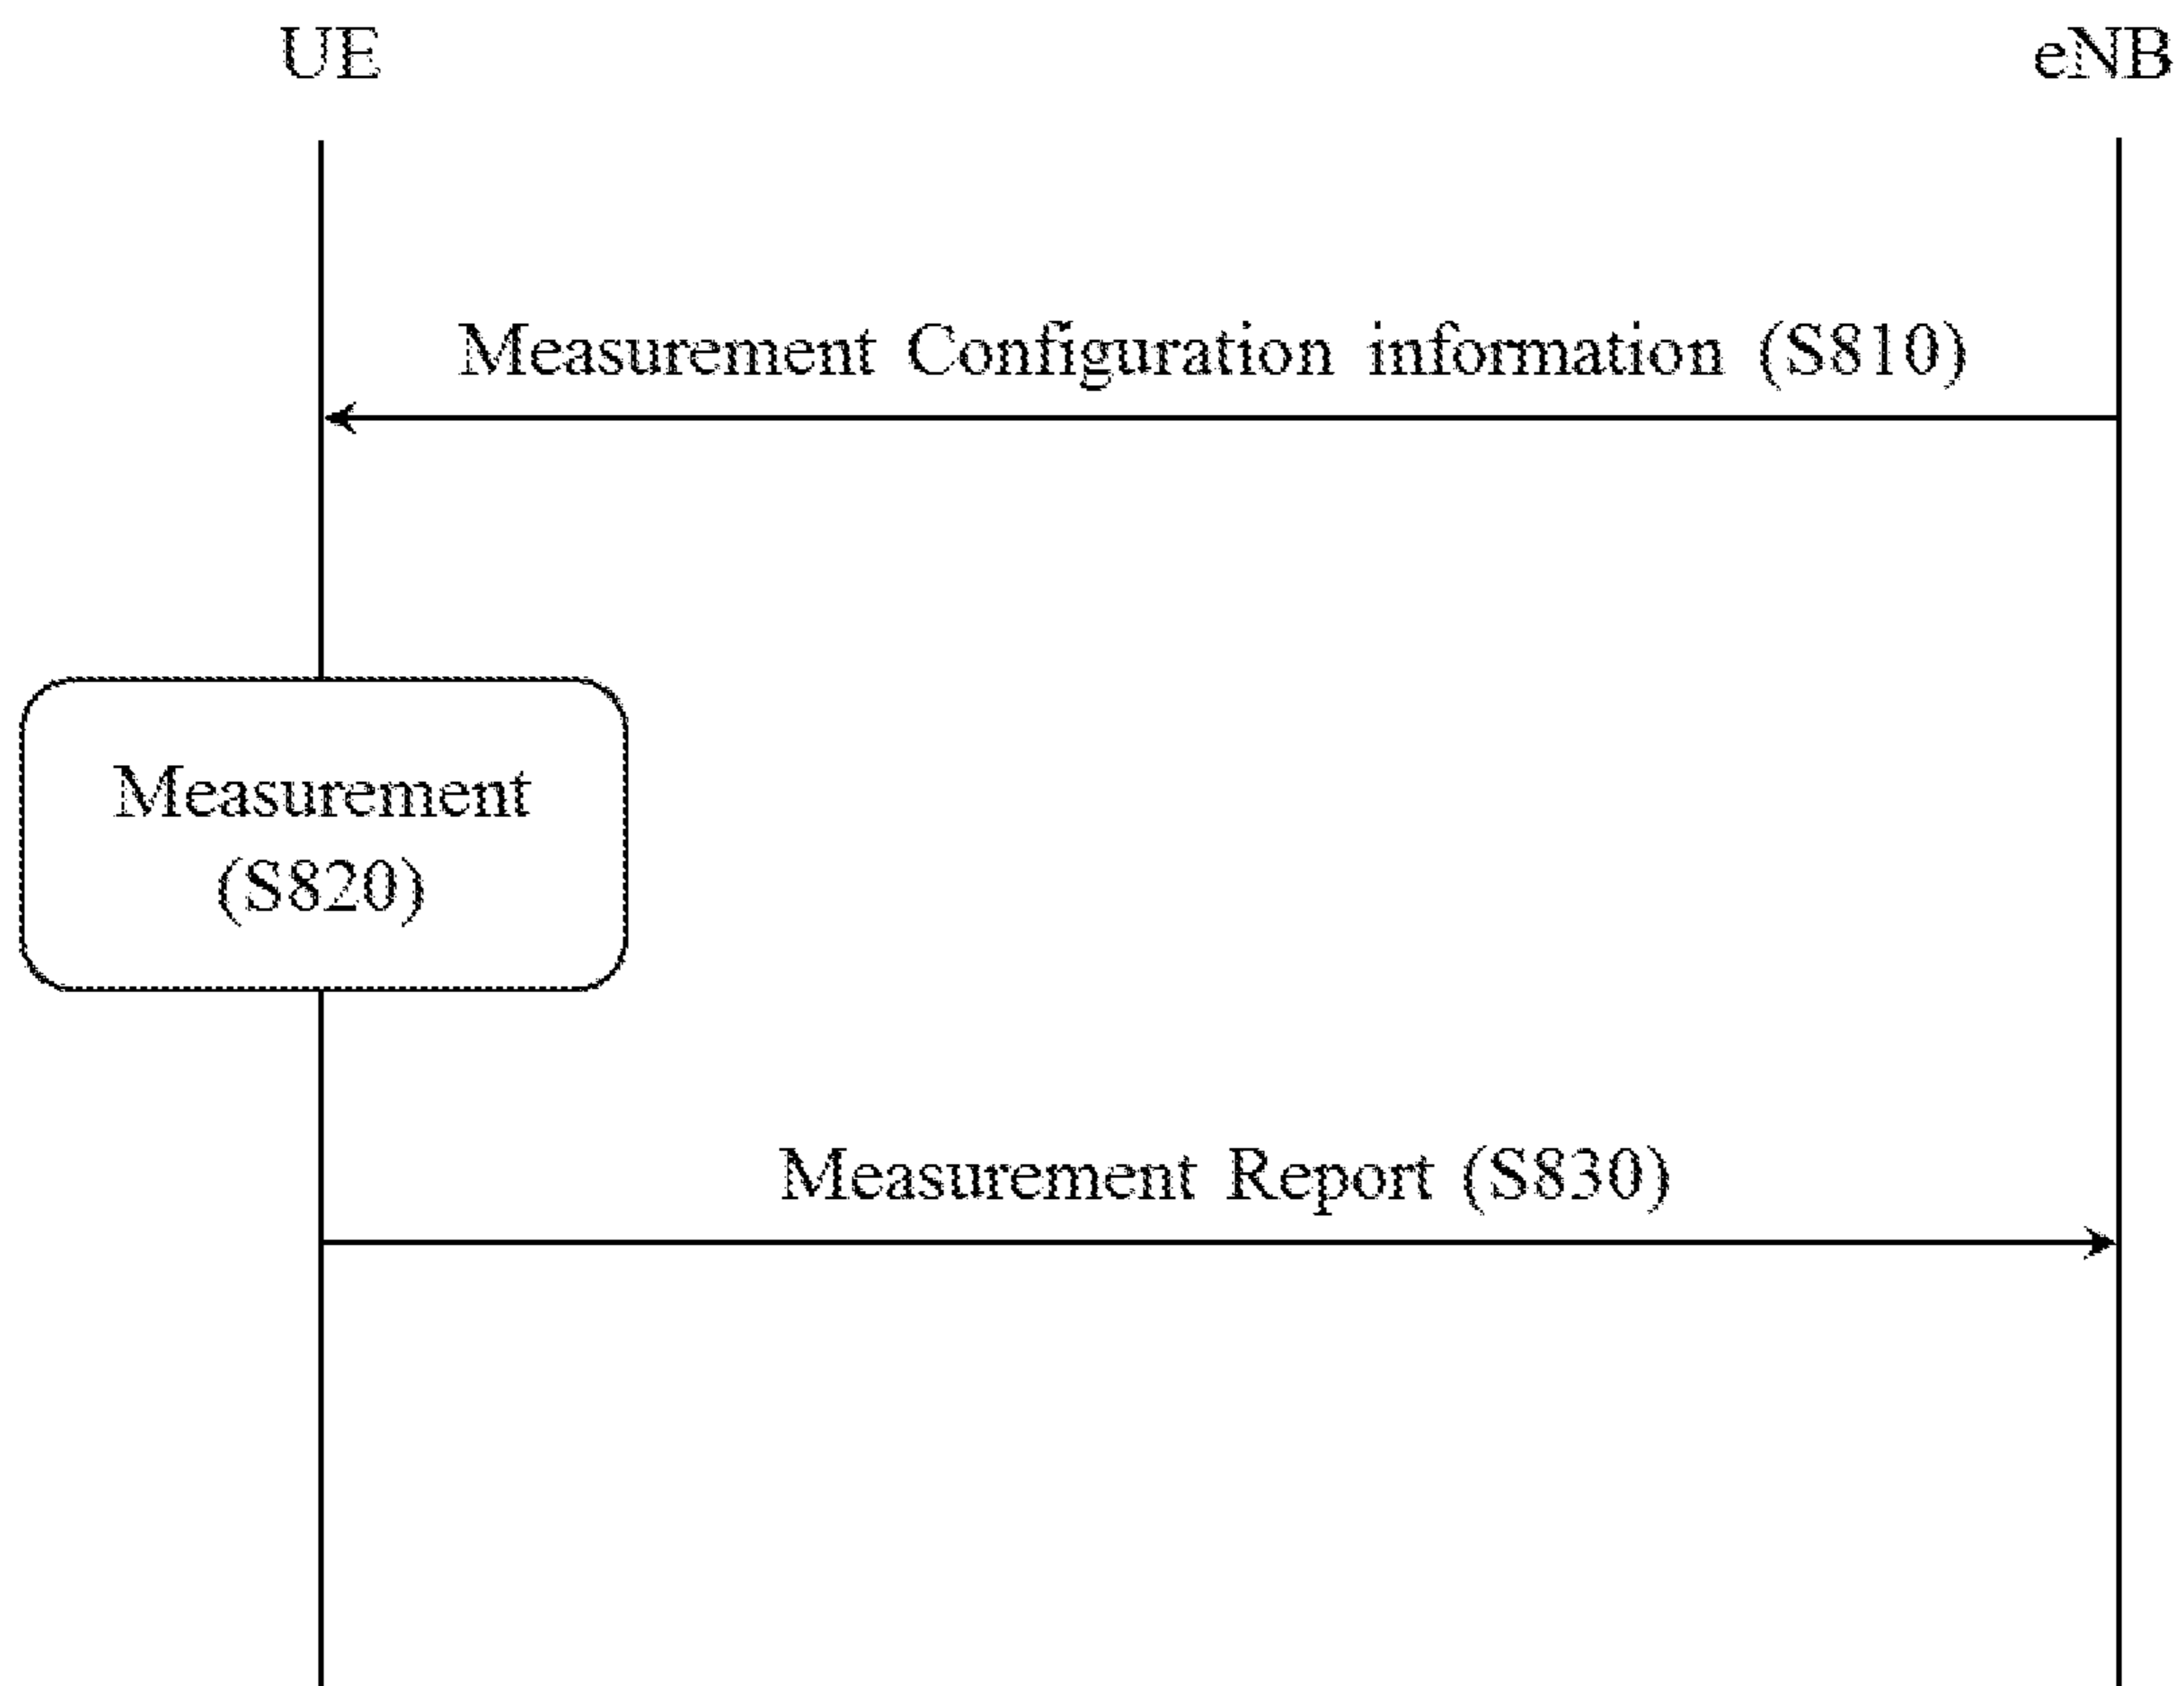 UE
eNB
Measurement Configuration information (S810)
Measurement
(S820)
Measurement Report (S830)